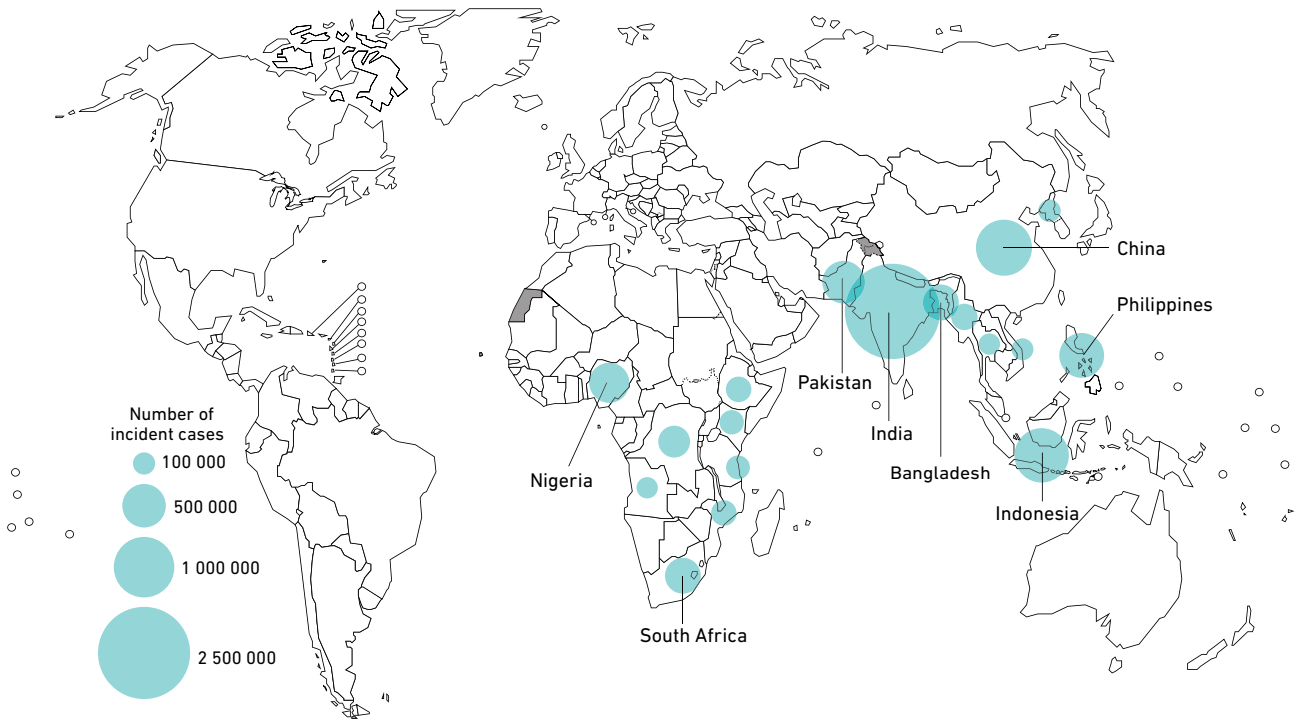 China
Philippines
Pakistan
Number of
incident cases
India
100 000
Bangladesh
Nigeria
500 000
Indonesia
1 000 000
South Africa
2 500 000